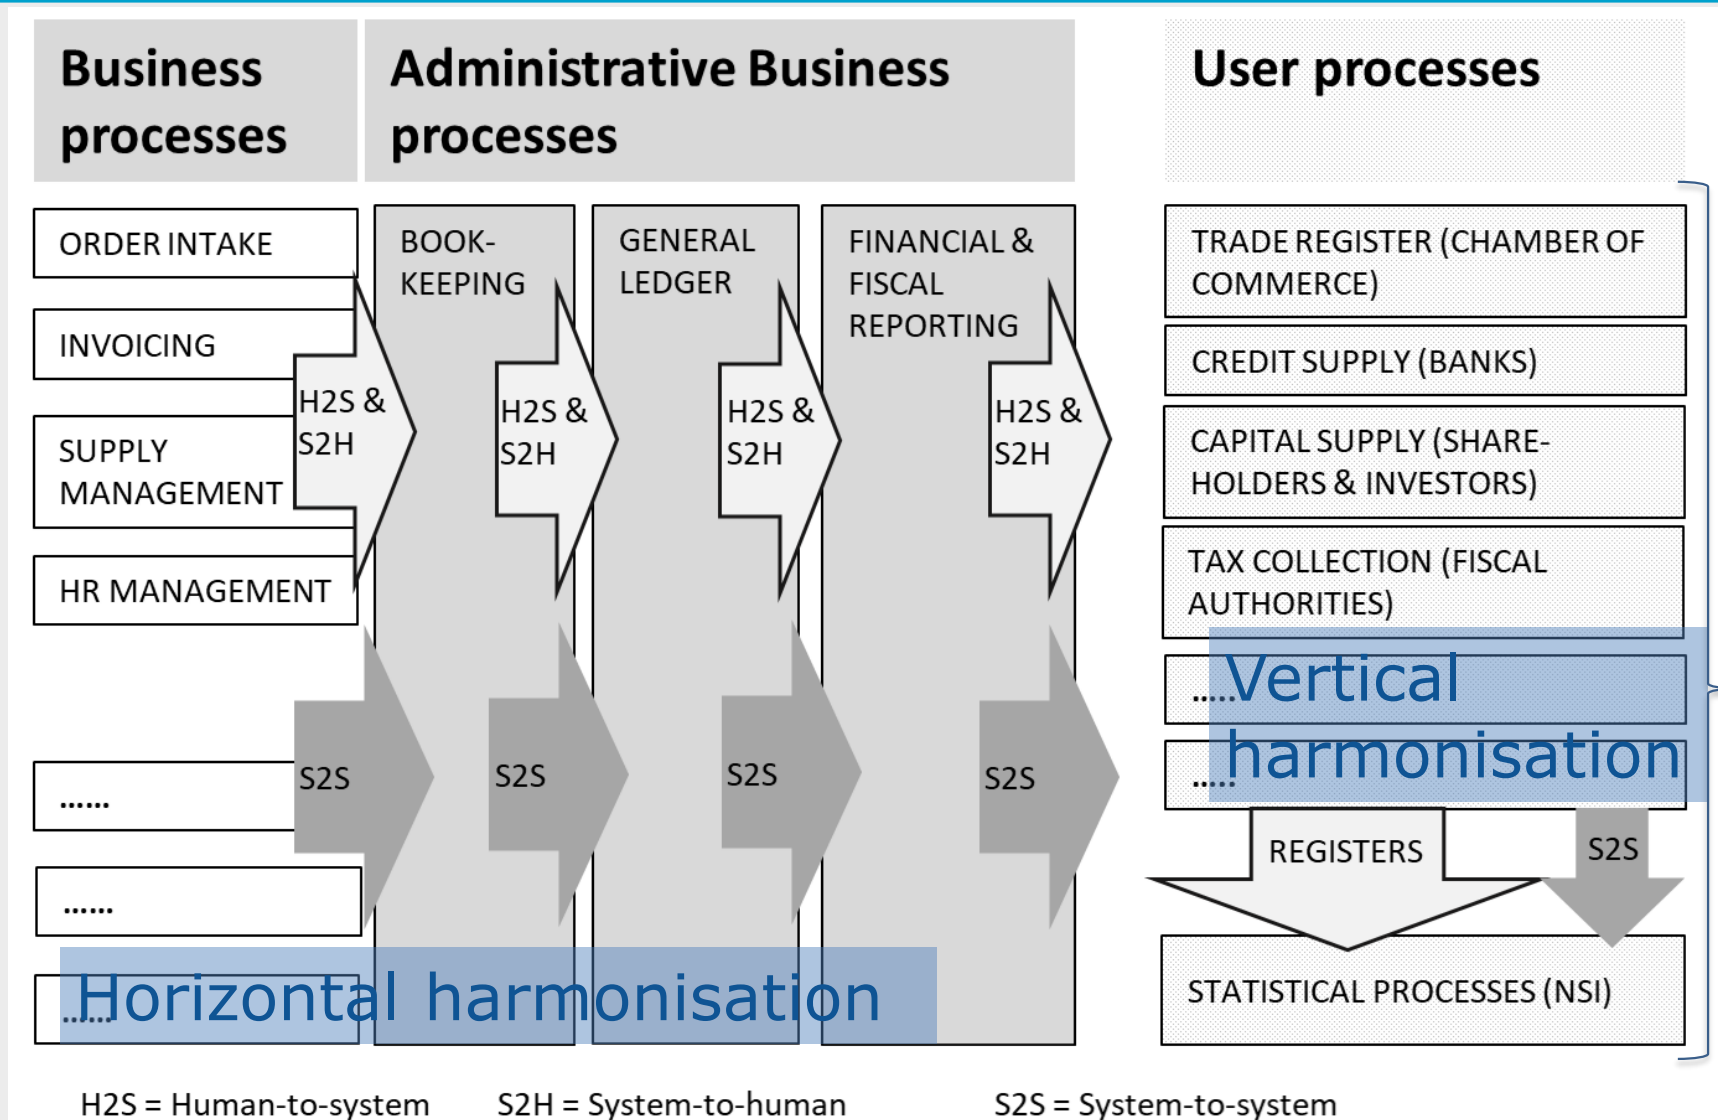 Business
processes
Administrative Business
processes
User processes
ORDER INTAKE
INVOICING
SUPPLY
MANAGEMENT
HR MANAGEMENT
......
......
......
BOOK-
KEEPING
GENERAL
LEDGER
FINANCIAL &
FISCAL
REPORTING
H2S &
S2H
H2S &
S2H
H2S &
S2H
H2S &
S2H
S2S
S2S
S2S
S2S
TRADE REGISTER (CHAMBER OF
COMMERCE)
CREDIT SUPPLY (BANKS)
CAPITAL SUPPLY (SHARE-
HOLDERS & INVESTORS)
TAX COLLECTION (FISCAL
AUTHORITIES)
.....
.....
Vertical
harmonisation
REGISTERS
S2S
STATISTICAL PROCESSES (NSI)
Horizontal harmonisation
H2S = Human-to-system
S2H = System-to-human
S2S = System-to-system